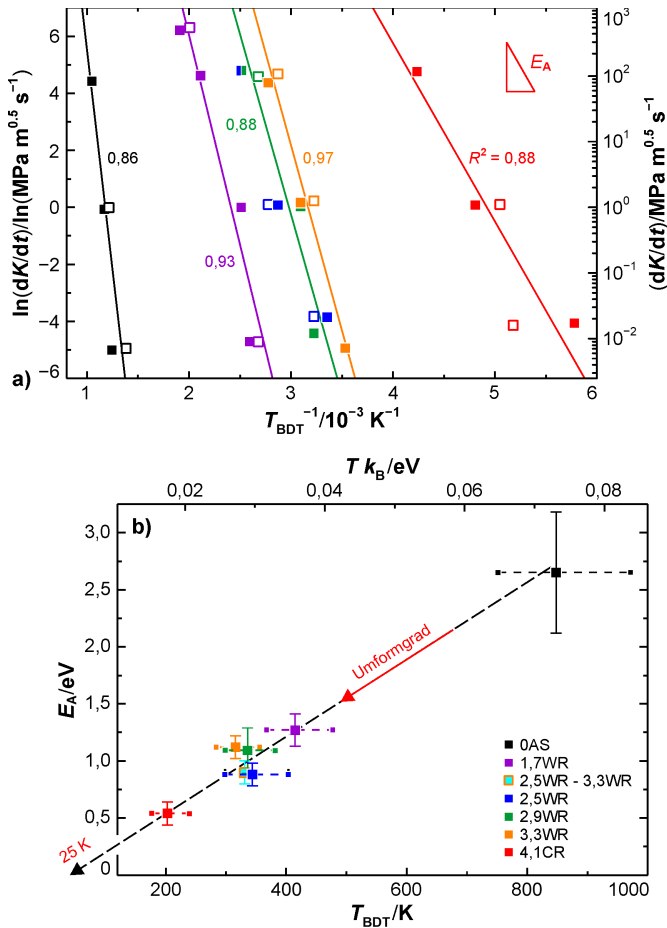 6
4
2
0
−2
−4
−6
ln(dK/dt)/ln(MPa m^0.5 s^−1)
10^3
10^2
10^1
10^0
10^−1
10^−2
(dK/dt)/MPa m^0.5 s^−1
E_A
0,86
0,93
0,88
0,97
R^2 = 0,88
a)
1 2 3 4 5 6
T_BDT^−1/10^−3 K^−1
T k_B/eV
0,02 0,04 0,06 0,08
b)
3,0
2,5
2,0
1,5
1,0
0,5
0
E_A/eV
Umformgrad
25 K
0AS
1,7WR
2,5WR - 3,3WR
2,5WR
2,9WR
3,3WR
4,1CR
200 400 600 800 1000
T_BDT/K